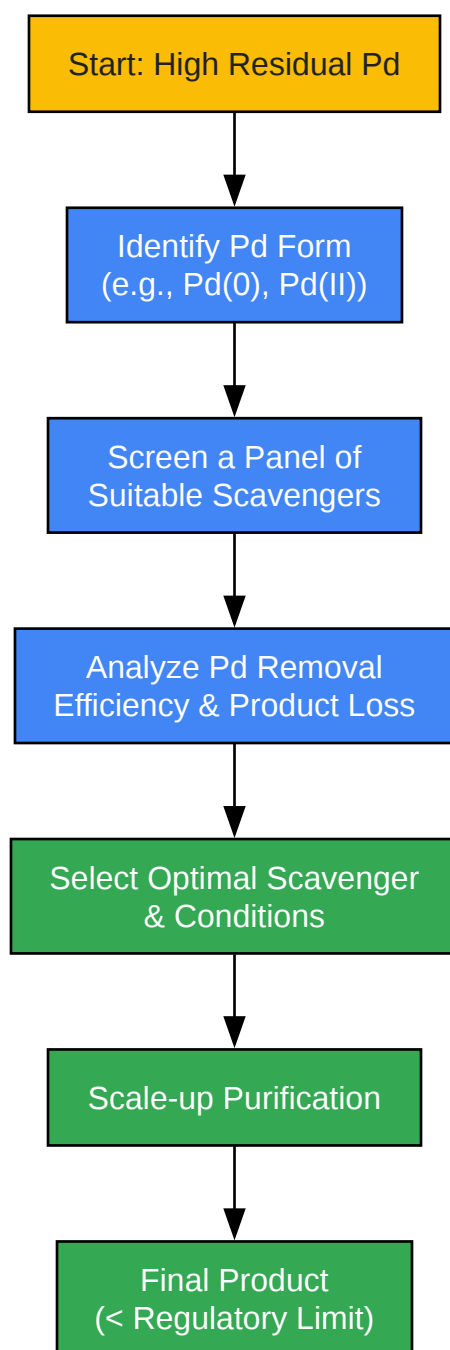 Start: High Residual Pd
Identify Pd Form
(e.g., Pd(0), Pd(II))
Screen a Panel of
Suitable Scavengers
Analyze Pd Removal
Efficiency & Product Loss
Select Optimal Scavenger
& Conditions
Scale-up Purification
Final Product
(< Regulatory Limit)